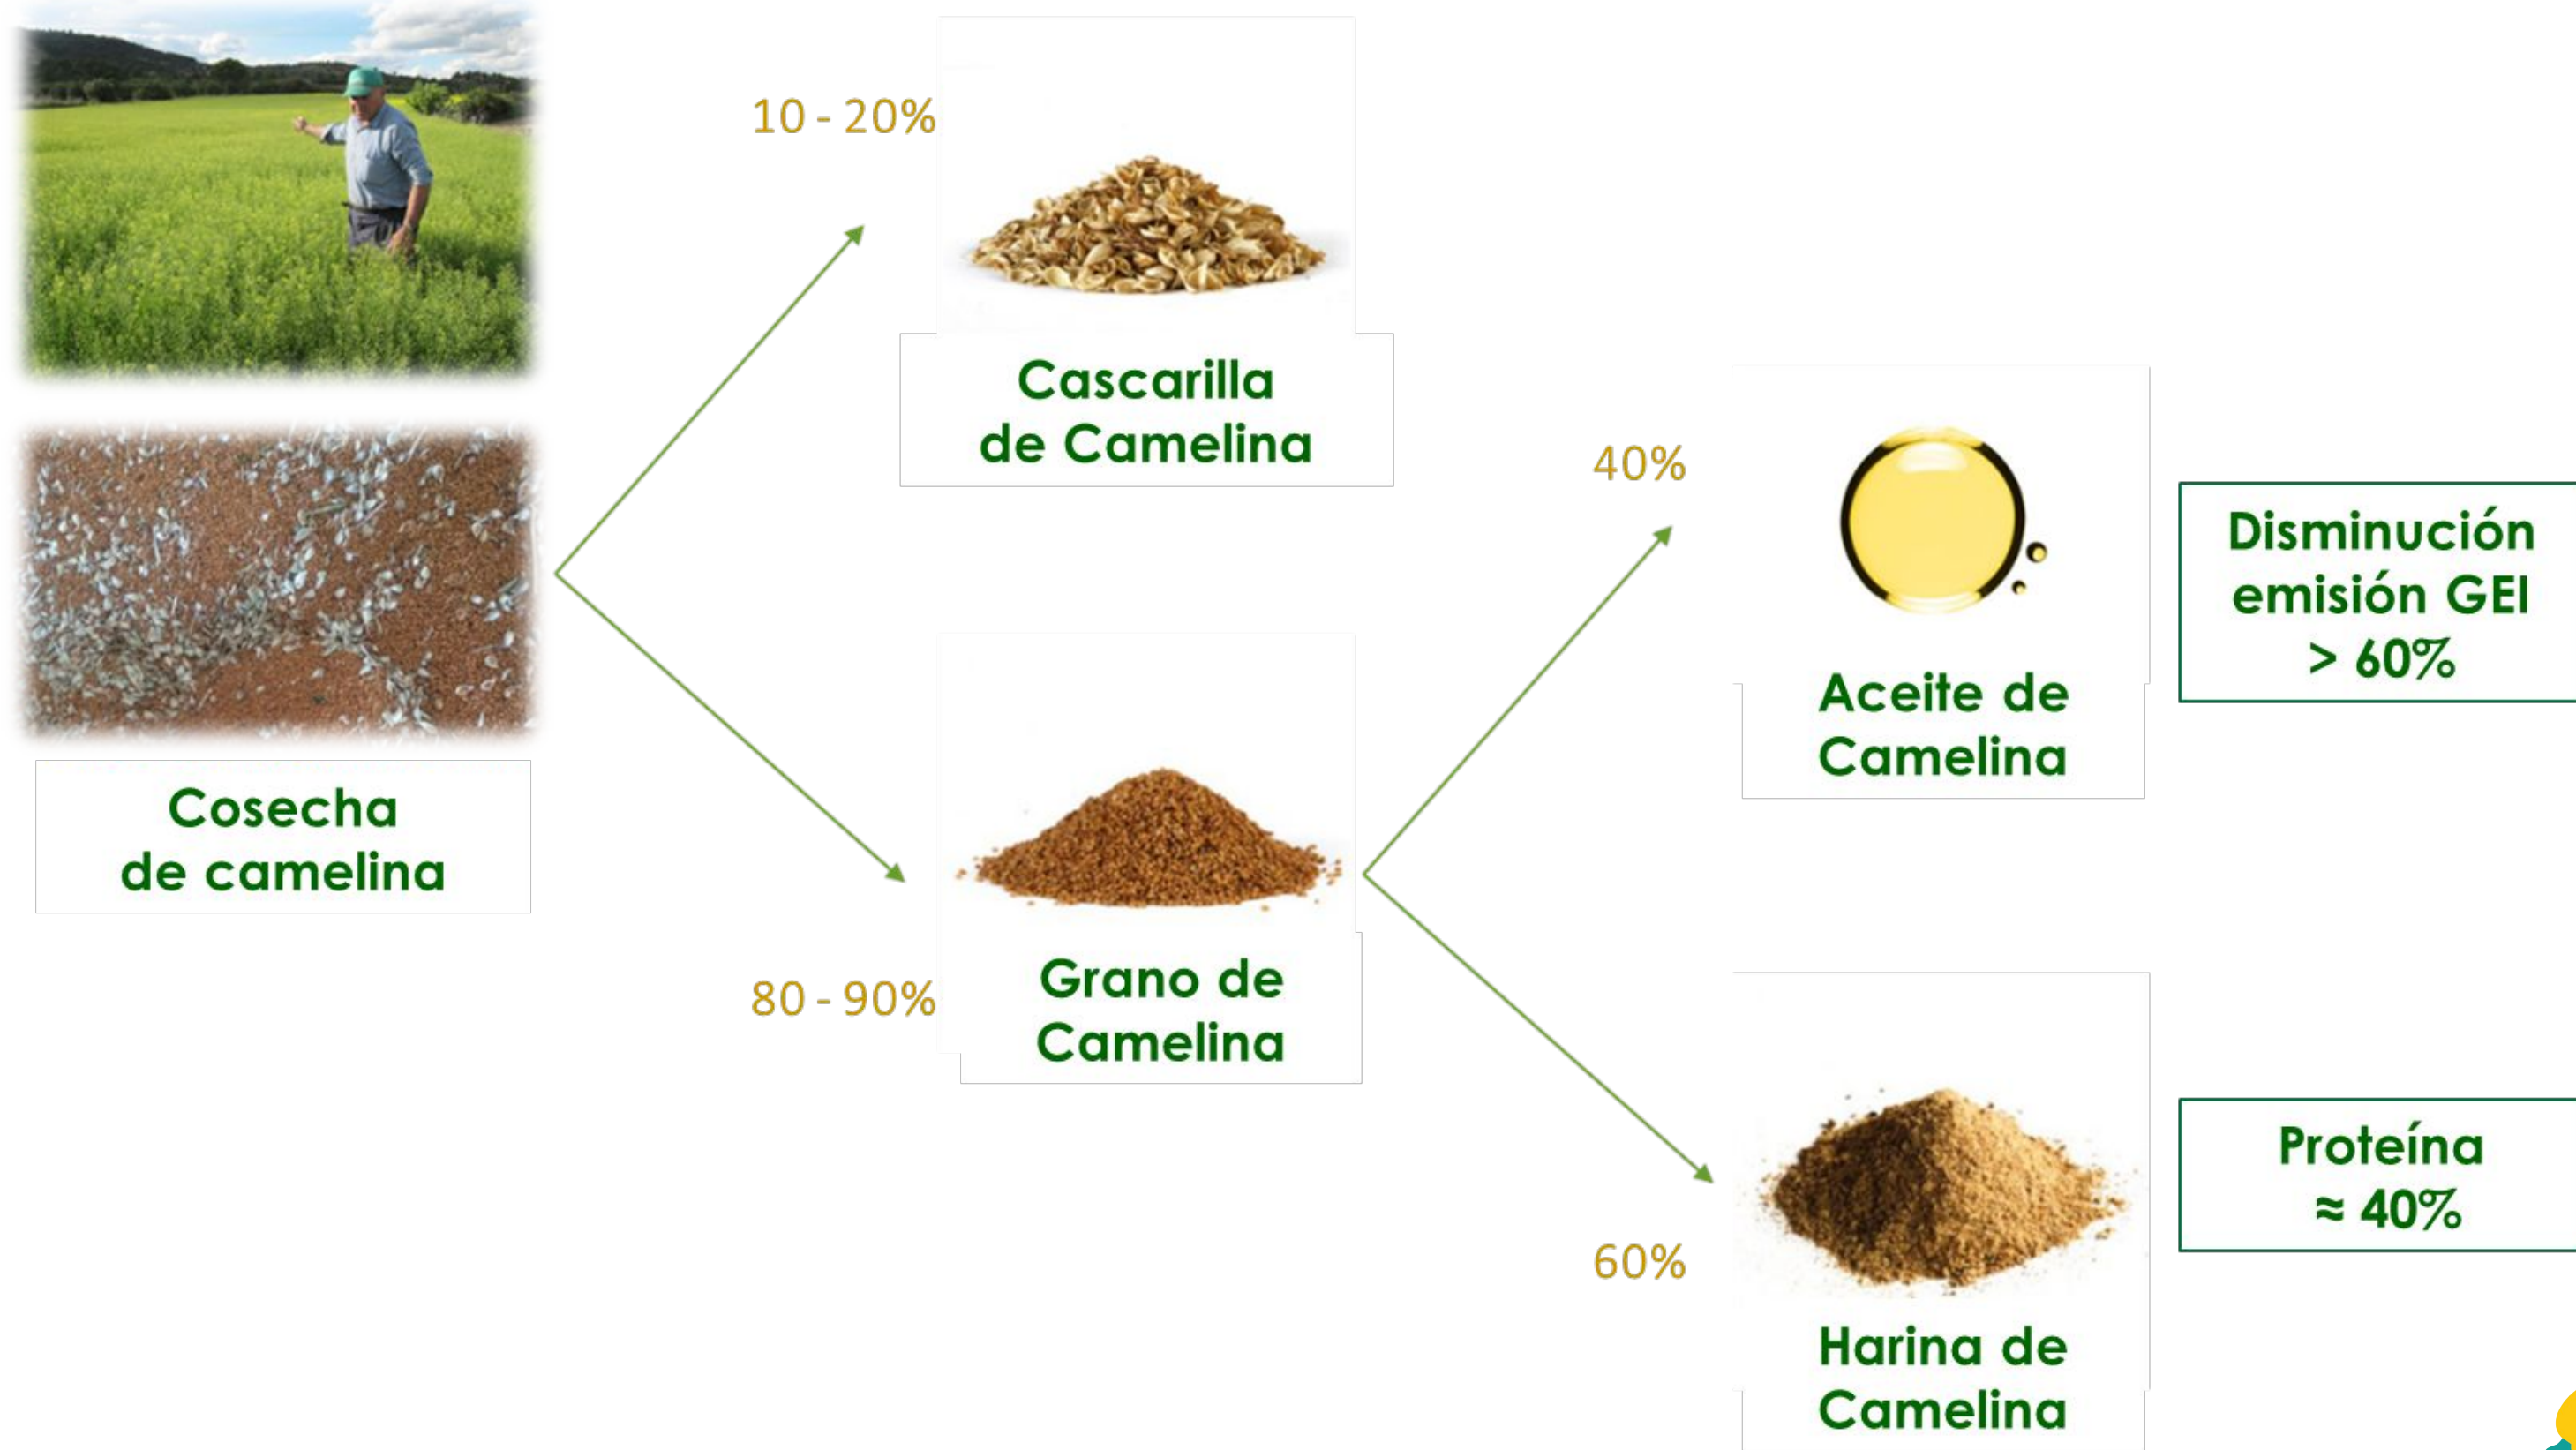 10 - 20%
Cascarilla
de Camelina
Cosecha
de camelina
80 - 90%
Grano de
Camelina
40%
Aceite de
Camelina
Disminución
emisión GEI
> 60%
60%
Harina de
Camelina
Proteína
≈ 40%